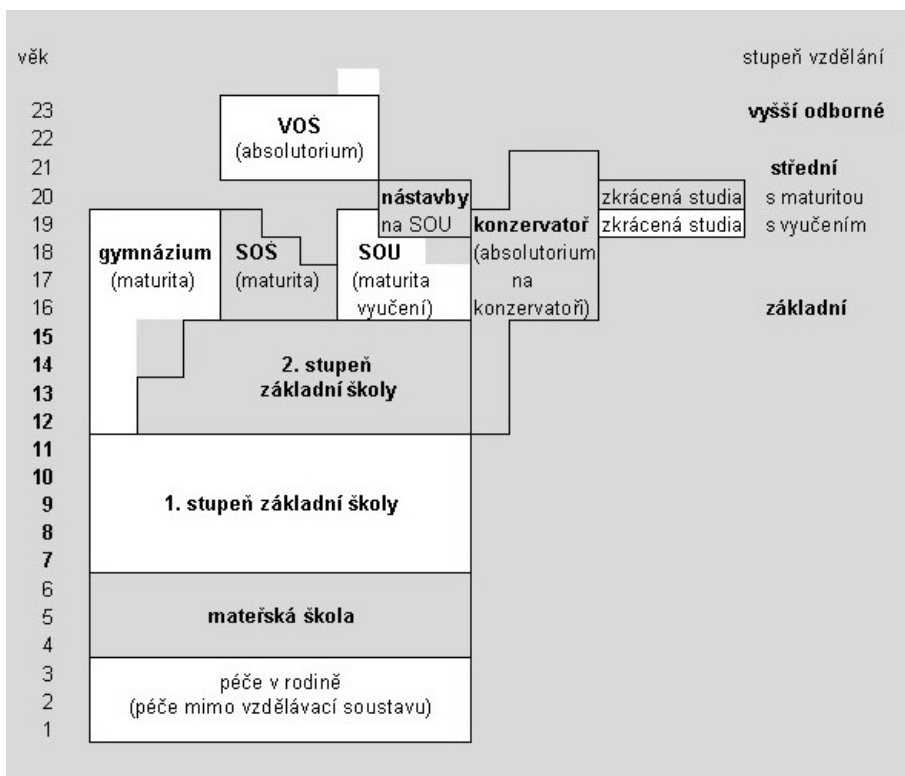 věk
stupeň vzdělání
23
vyšší odborné
VOŠ
22
(absolutorium)
21
střední
20
nástavby
zkrácená studia
s maturitou
19
na SOU
konzervatoř
zkrácená studia
s vyučením
18
gymnázium
SOŠ
SOU
(absolutorium
17
(maturita)
(maturita)
(maturita
na
16
vyučení)
konzervatoři)
základní
15
14
2. stupeň
13
základní školy
12
11
10
9
1. stupeň základní školy
8
7
6
5
mateřská škola
4
3
péče v rodině
2
(péče mimo vzdělávací soustavu)
1